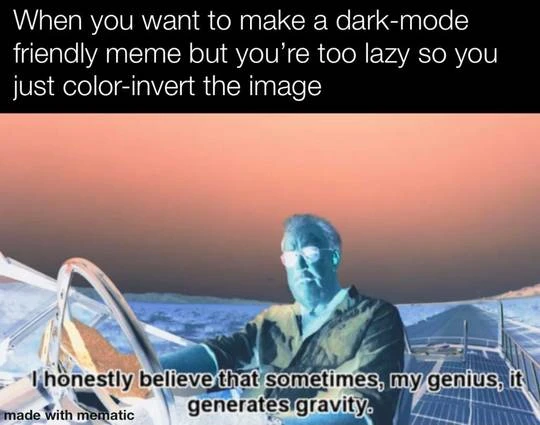 When you want to make a dark-mode
friendly meme but you’re too lazy so you
just color-invert the image
I honestly believe that sometimes, my genius, it
generates gravity.
made with mematic